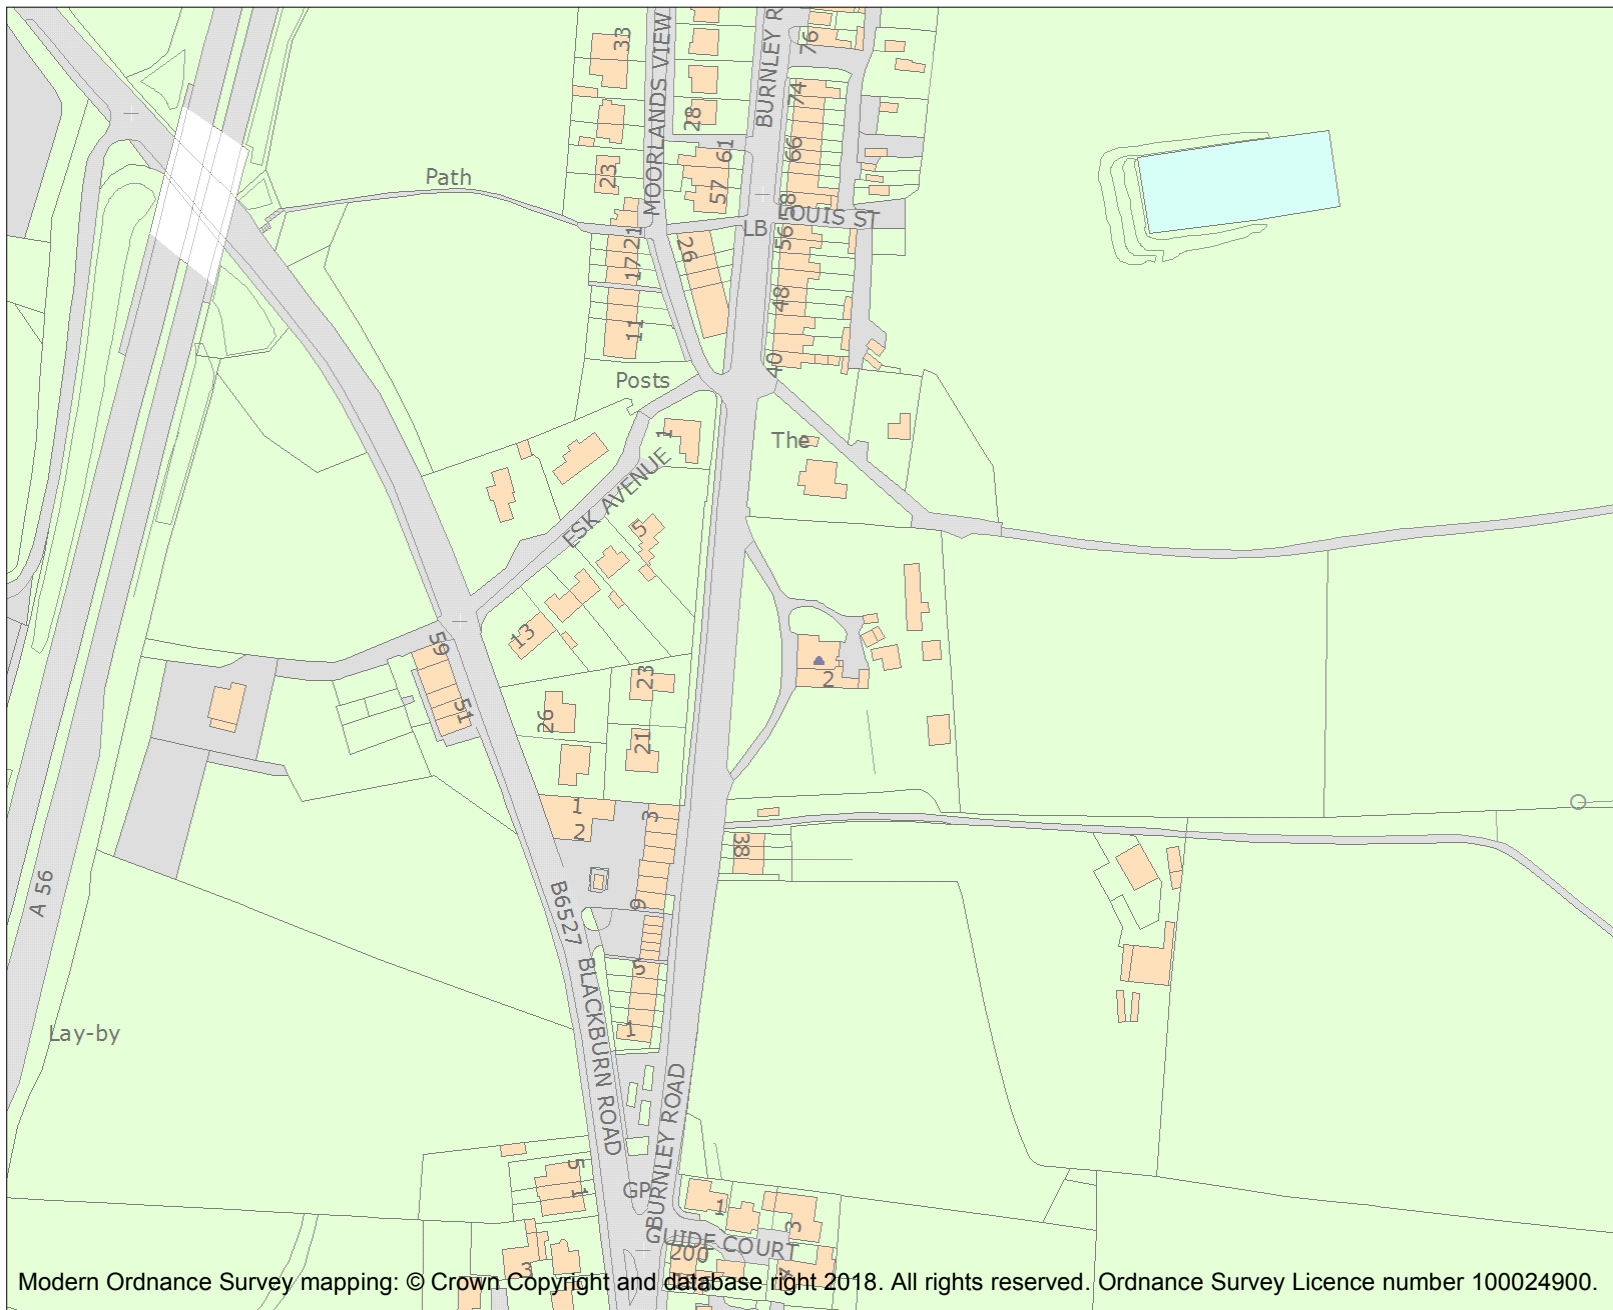 33
MOORLANDS VIEW
BURNLEY R
76
74
28
61
66
23
57
Path
58
LOUIS ST
LB
56
21
26
17
48
11
40
Posts
1
The
ESK AVENUE
5
13
59
23
2
51
26
21
1
2
3
38
A 56
9
B6527 BLACKBURN ROAD
5
1
Lay-by
BURNLEY ROAD
5
1
GP
1
3
GUIDE COURT
200
3
Modern Ordnance Survey mapping: © Crown Copyright and database right 2018. All rights reserved. Ordnance Survey Licence number 100024900.